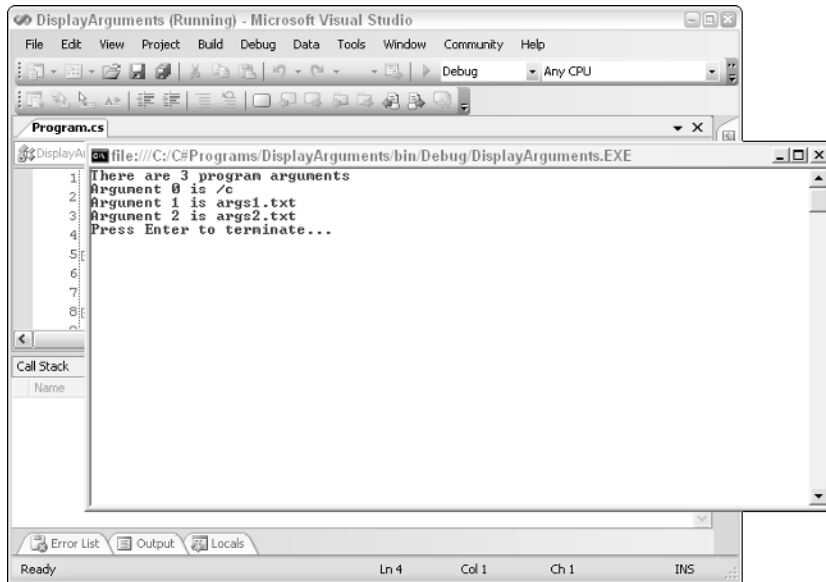 DisplayArguments (Running) - Microsoft Visual Studio
File Edit View Project Build Debug Data Tools Window Community Help
Debug Any CPU
Program.cs
DisplayA
file:///C:/C#Programs/DisplayArguments/bin/Debug/DisplayArguments.EXE
There are 3 program arguments
Argument 0 is /c
Argument 1 is args1.txt
Argument 2 is args2.txt
Press Enter to terminate...
1
2
3
4
5
6
7
8
Call Stack
Name
Error List Output Locals
Ready Ln 4 Col 1 Ch 1 INS